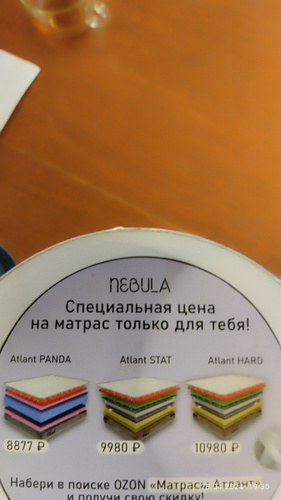 NEBULA
Специальная цена
на матрас только для тебя!
Atlant PANDA Atlant STAT Atlant HARD
8877 ₽ 9980 ₽ 10980 ₽
Набери в поиске OZON «Матрасы Атлант»
и получи свою скидку!